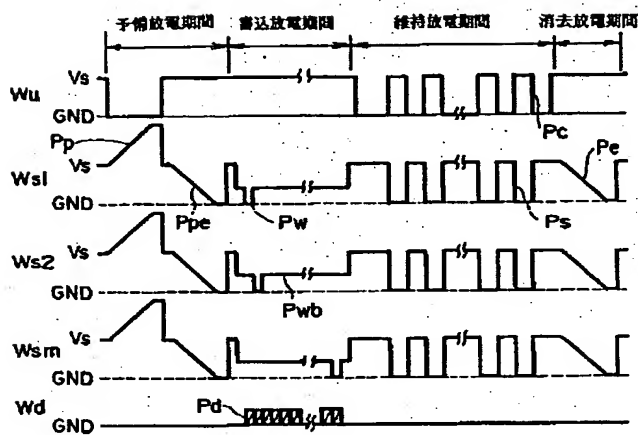 予備放電期間 書込放電期間 維持放電期間 消去放電期間
Vs
Wu
GND
Pc
Pp
Vs
Ws1
GND
Ppe
Pw
Ps
Pe
Vs
Ws2
GND
Pwb
Vs
Wsm
GND
Wd
Pd
GND